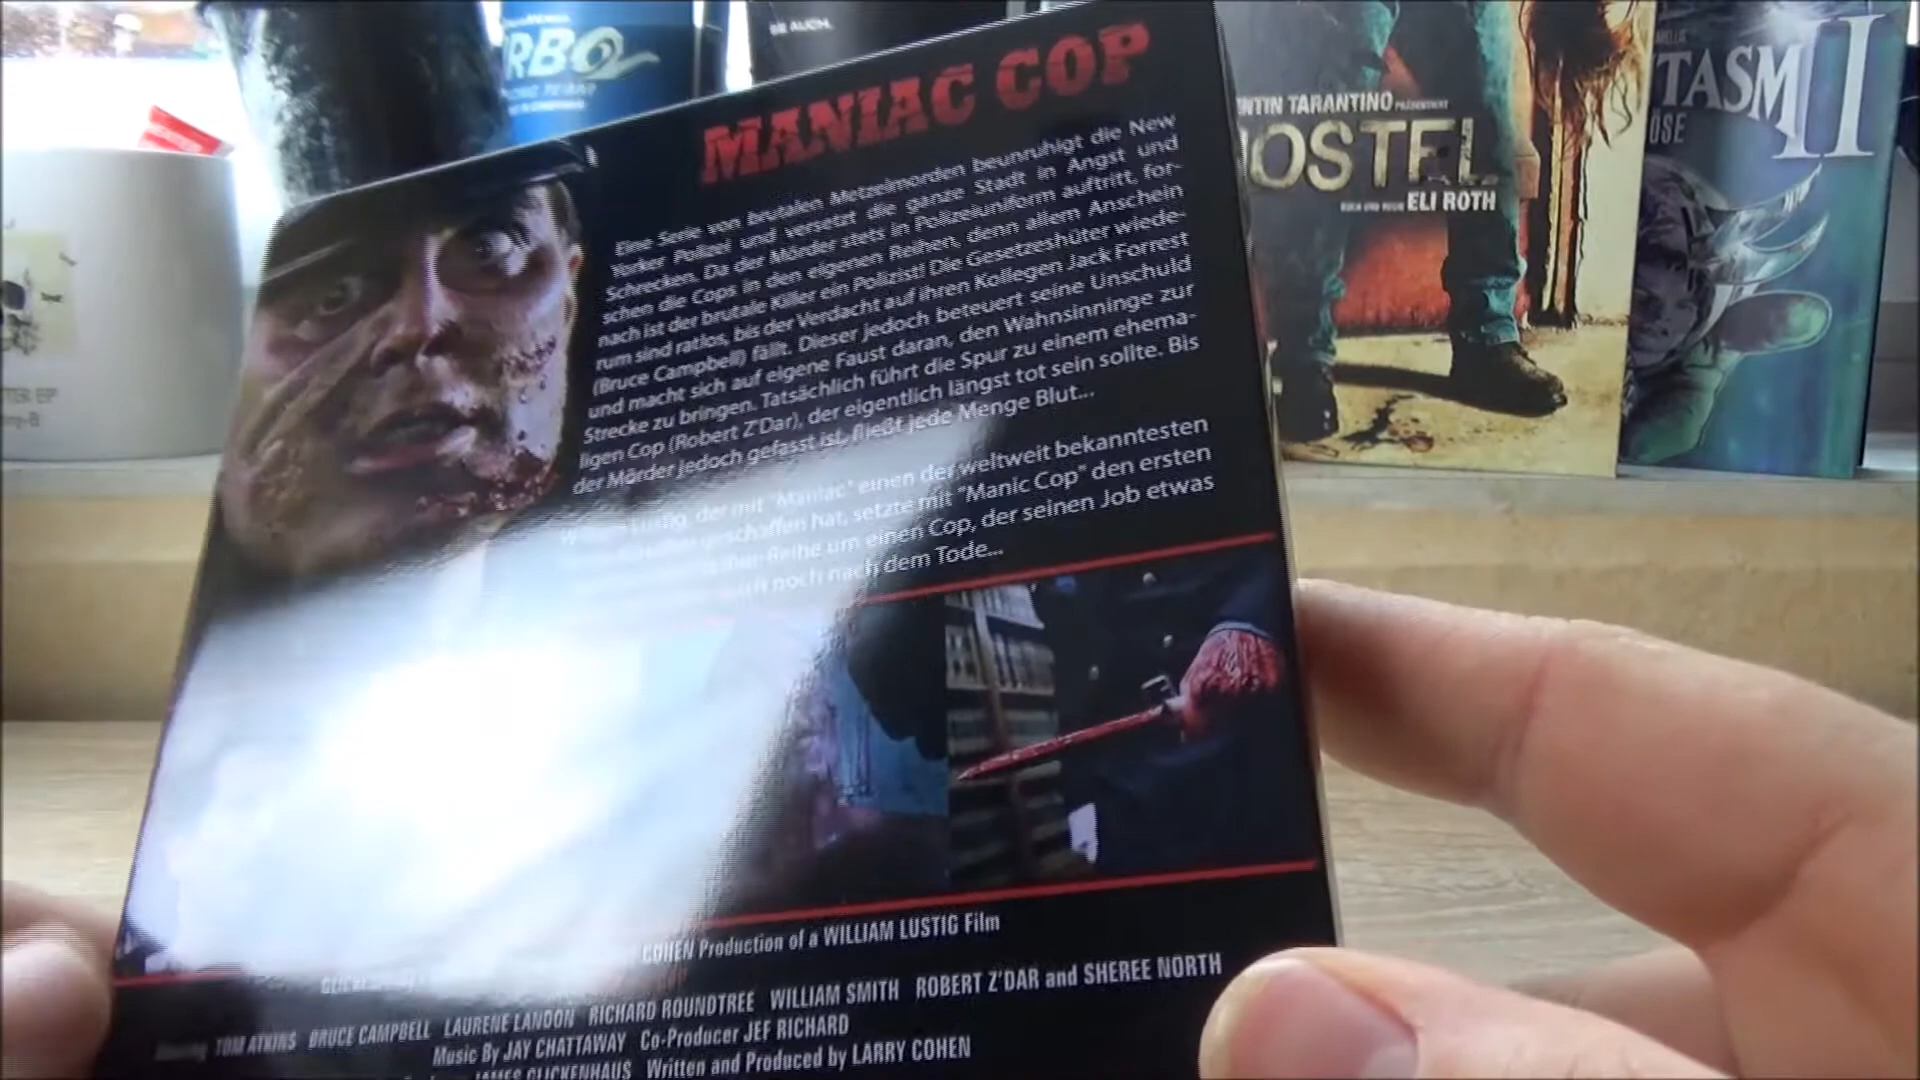 RBO
SIE AUCH.
NTIN TARANTINO PRÄSENTIERT
OSTEL
ELI ROTH
TASM II
ÖSE
MANIAC COP
Eine Serie von brutalen Metzelmorden beunruhigt die New
Yorker Polizei und versetzt die ganze Stadt in Angst und
Schrecken. Da der Mörder stets in Polizeiuniform auftritt, for-
schen die Cops in den eigenen Reihen, denn allem Anschein
nach ist der brutale Killer ein Polizist! Die Gesetzeshüter wiede-
rum sind ratlos, bis der Verdacht auf ihren Kollegen Jack Forrest
(Bruce Campbell) fällt. Dieser jedoch beteuert seine Unschuld
und macht sich auf eigene Faust daran, den Wahnsinninge zur
Strecke zu bringen. Tatsächlich führt die Spur zu einem ehema-
ligen Cop (Robert Z'Dar), der eigentlich längst tot sein sollte. Bis
der Mörder jedoch gefasst ist, fließt jede Menge Blut...
Lustig, der mit "Maniac" einen der weltweit bekanntesten
geschaffen hat, setzte mit "Manic Cop" den ersten
Reihe um einen Cop, der seinen Job etwas
noch nach dem Tode...
COHEN Production of a WILLIAM LUSTIG Film
Starring TOM ATKINS BRUCE CAMPBELL LAURENE LANDON RICHARD ROUNDTREE WILLIAM SMITH ROBERT Z'DAR and SHEREE NORTH
Music By JAY CHATTAWAY Co-Producer JEF RICHARD
JAMES GLICKENHAUS Written and Produced by LARRY COHEN